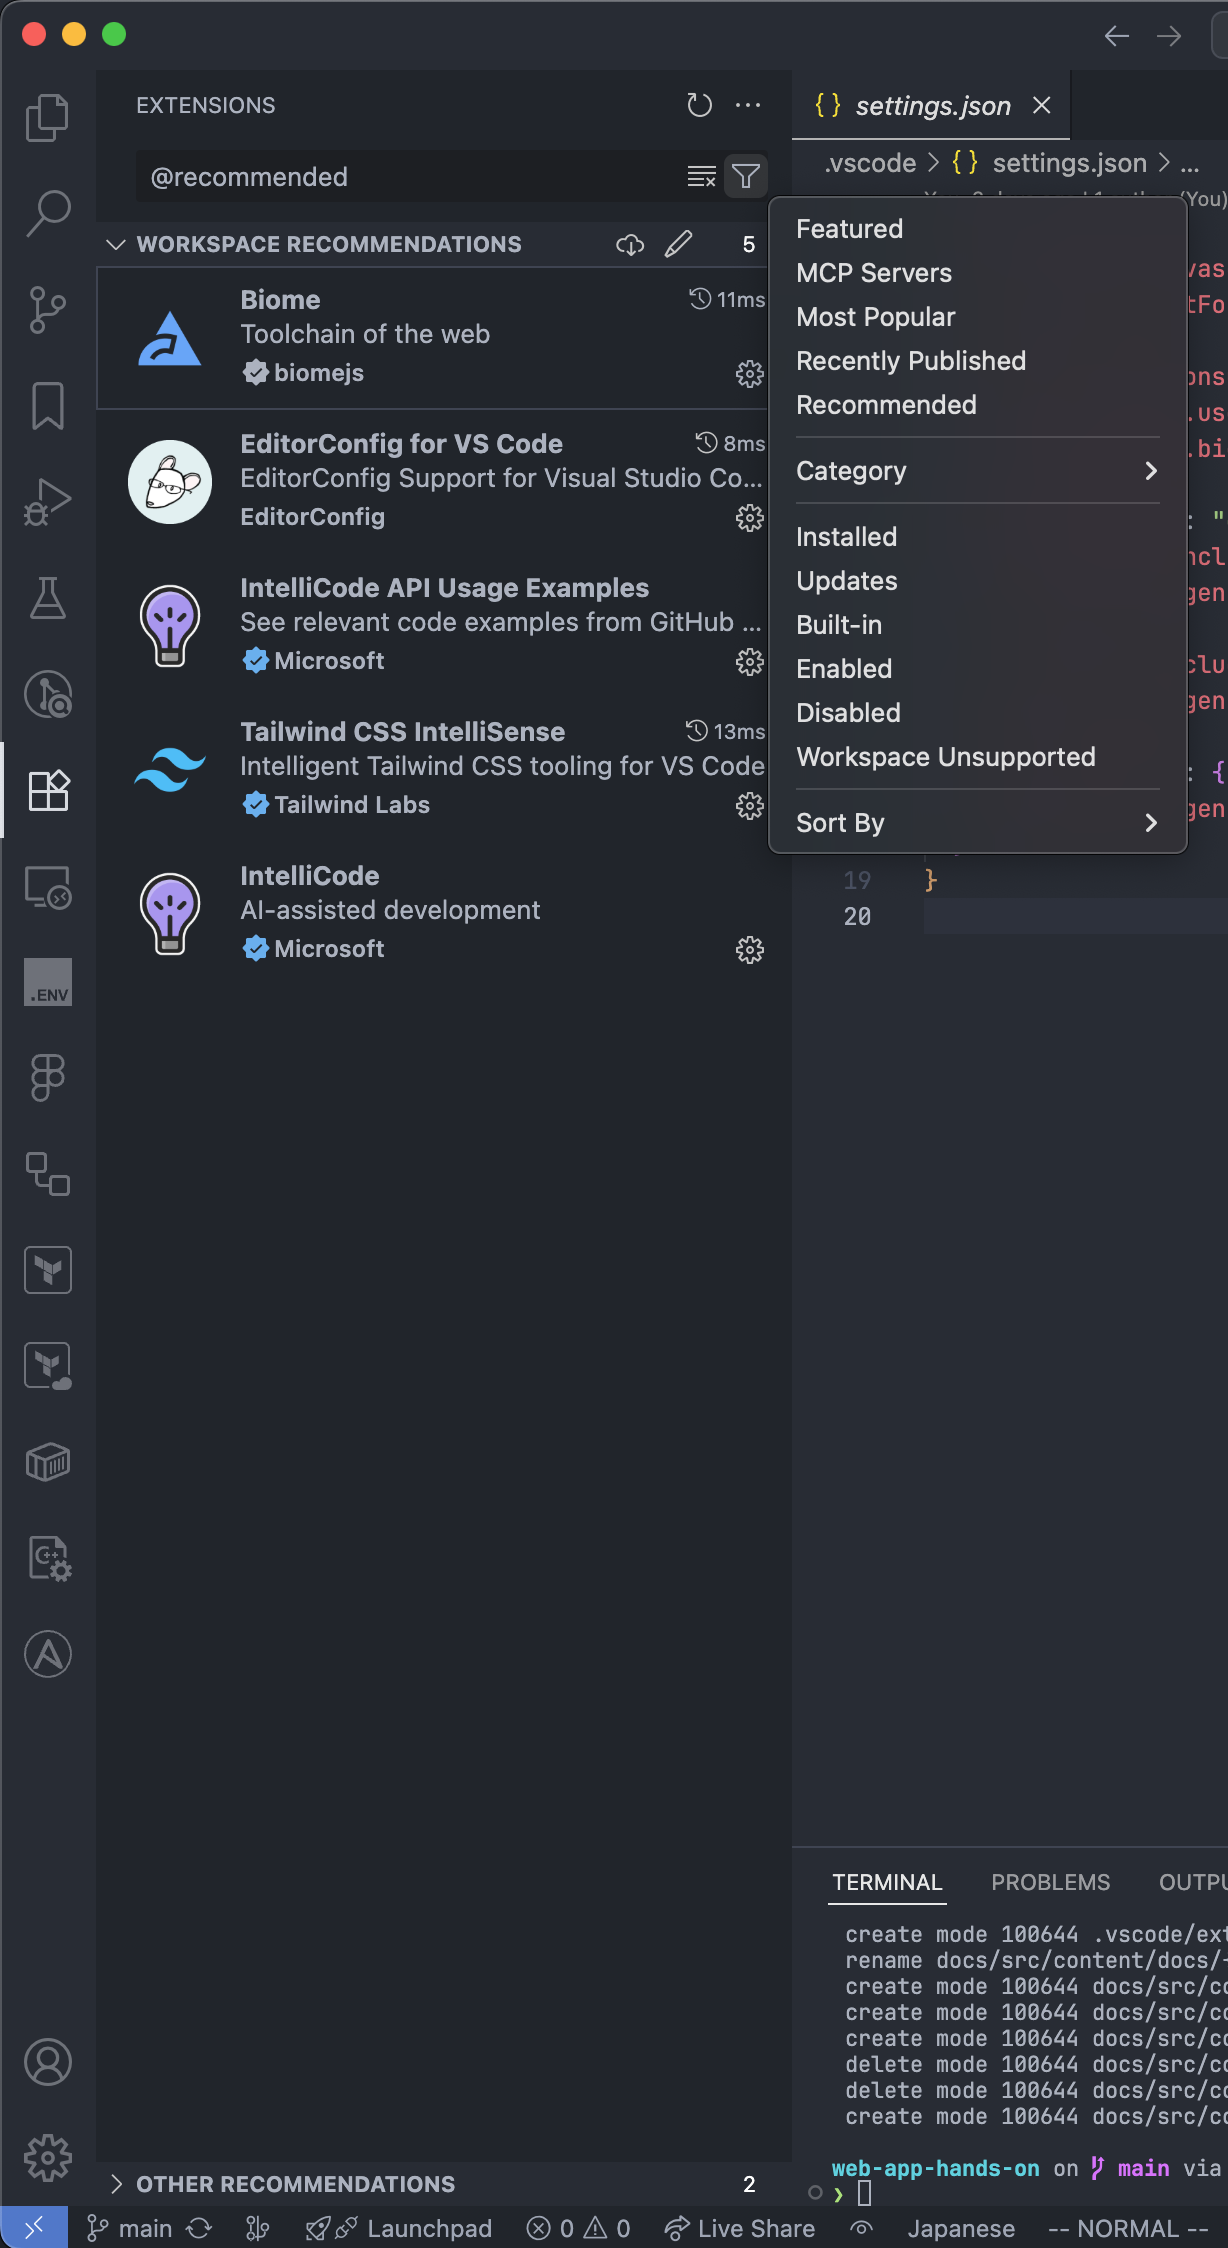 EXTENSIONS
@recommended
WORKSPACE RECOMMENDATIONS 5
Biome 11ms
Toolchain of the web
biomejs
EditorConfig for VS Code 8ms
EditorConfig Support for Visual Studio Co...
EditorConfig
IntelliCode API Usage Examples
See relevant code examples from GitHub ...
Microsoft
Tailwind CSS IntelliSense 13ms
Intelligent Tailwind CSS tooling for VS Code
Tailwind Labs
IntelliCode
AI-assisted development
Microsoft
.ENV
C++
OTHER RECOMMENDATIONS 2
{} settings.json
.vscode > {} settings.json > ...
(You)
Featured
MCP Servers
Most Popular
Recently Published
Recommended
Category
Installed
Updates
Built-in
Enabled
Disabled
Workspace Unsupported
Sort By
19 }
20
TERMINAL PROBLEMS OUTPU
create mode 100644 .vscode/ext
rename docs/src/content/docs/
create mode 100644 docs/src/co
create mode 100644 docs/src/co
create mode 100644 docs/src/co
delete mode 100644 docs/src/co
delete mode 100644 docs/src/co
create mode 100644 docs/src/co
web-app-hands-on on main via
❯
main Launchpad 0 0 Live Share Japanese -- NORMAL --